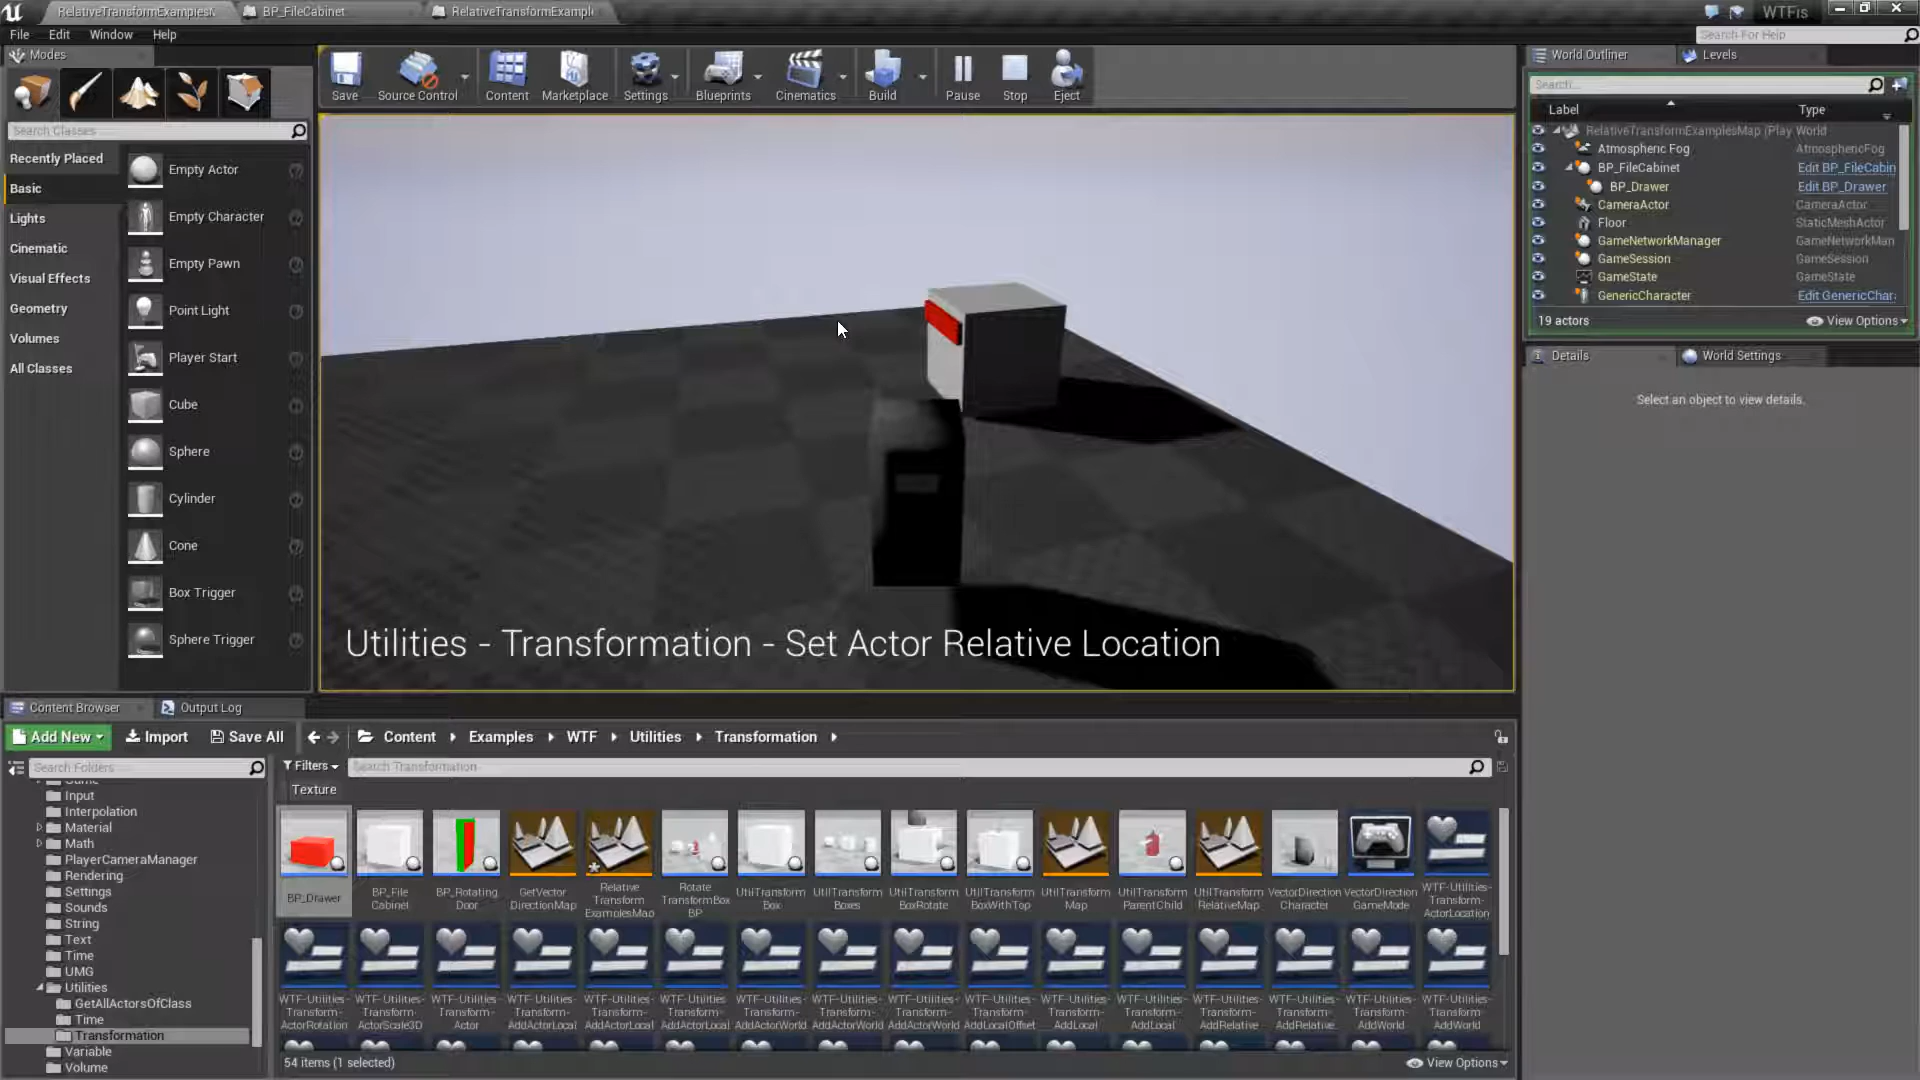 RelativeTransformExamplesM
BP_FileCabinet
RelativeTransformExampl
WTFis
File Edit Window Help
Search For Help
Modes
Save
Source Control
Content
Marketplace
Settings
Blueprints
Cinematics
Build
Pause
Stop
Eject
World Outliner
Levels
Search Classes
Search...
Label Type
Recently Placed
Basic
Lights
Cinematic
Visual Effects
Geometry
Volumes
All Classes
Empty Actor
Empty Character
Empty Pawn
Point Light
Player Start
Cube
Sphere
Cylinder
Cone
Box Trigger
Sphere Trigger
RelativeTransformExamplesMap (Play World
Atmospheric Fog AtmosphericFog
BP_FileCabinet Edit BP_FileCabin
BP_Drawer Edit BP_Drawer
CameraActor CameraActor
Floor StaticMeshActor
GameNetworkManager GameNetworkMan
GameSession GameSession
GameState GameState
GenericCharacter Edit GenericChar
19 actors View Options
Details
World Settings
Select an object to view details.
Utilities - Transformation - Set Actor Relative Location
Content Browser
Output Log
Add New Import Save All Content Examples WTF Utilities Transformation
Search Folders
Filters
Search Transformation
Texture
Input
Interpolation
Material
Math
PlayerCameraManager
Rendering
Settings
Sounds
String
Text
Time
UMG
Utilities
GetAllActorsOfClass
Time
Transformation
Variable
Volume
BP_Drawer
BP_File
Cabinet
BP_Rotating
Door
GetVector
DirectionMap
Relative
Transform
ExamplesMap
Rotate
TransformBox
BP
UtilTransform
Box
UtilTransform
Boxes
UtilTransform
BoxRotate
UtilTransform
BoxWithTop
UtilTransform
Map
UtilTransform
ParentChild
UtilTransform
RelativeMap
VectorDirection
Character
VectorDirection
GameMode
WTF-Utilities-
Transform-
ActorLocation
WTF-Utilities-
Transform-
ActorRotation
WTF-Utilities-
Transform-
ActorScale3D
WTF-Utilities-
Transform-
Actor
WTF-Utilities-
Transform-
AddActorLocal
WTF-Utilities-
Transform-
AddActorLocal
WTF-Utilities-
Transform-
AddActorLocal
WTF-Utilities-
Transform-
AddActorWorld
WTF-Utilities-
Transform-
AddActorWorld
WTF-Utilities-
Transform-
AddActorWorld
WTF-Utilities-
Transform-
AddLocalOffset
WTF-Utilities-
Transform-
AddLocal
WTF-Utilities-
Transform-
AddLocal
WTF-Utilities-
Transform-
AddRelative
WTF-Utilities-
Transform-
AddRelative
WTF-Utilities-
Transform-
AddWorld
WTF-Utilities-
Transform-
AddWorld
54 items (1 selected)
View Options